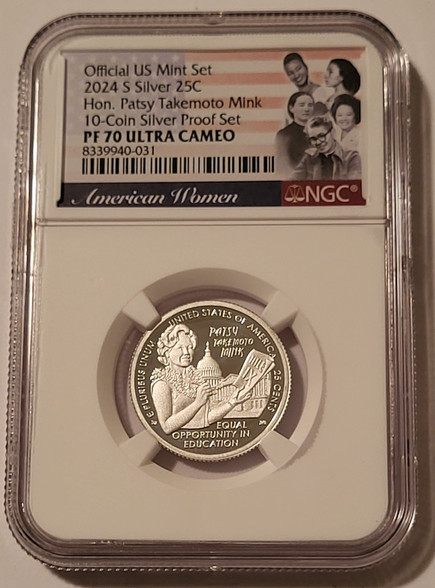 Official US Mint Set
2024 S Silver 25C
Hon. Patsy Takemoto Mink
10-Coin Silver Proof Set
PF 70 ULTRA CAMEO
8339940-031
American Women
NGC®
UNITED STATES OF AMERICA
PATSY
TAKEMOTO
MINK
E PLURIBUS UNUM
25 CENTS
EQUAL
OPPORTUNITY IN
EDUCATION